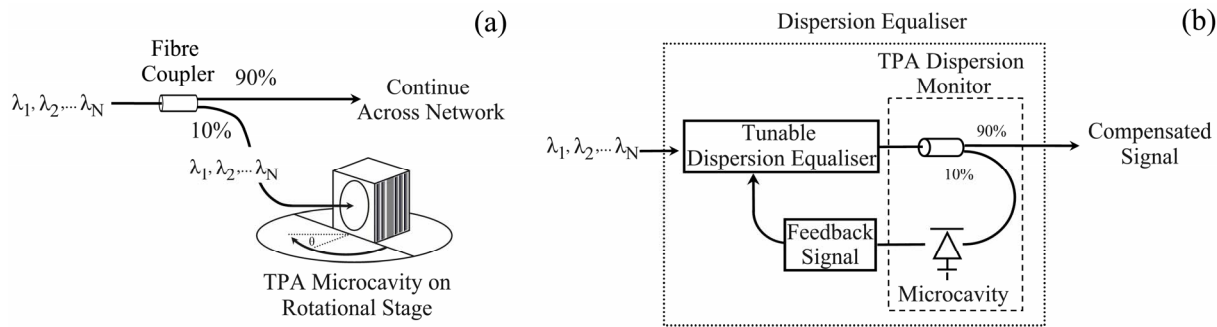 (a)
Fibre
Coupler
90%
λ1, λ2,... λN
Continue
Across Network
10%
λ1, λ2,... λN
θ
TPA Microcavity on
Rotational Stage
(b)
Dispersion Equaliser
TPA Dispersion
Monitor
λ1, λ2,... λN
Tunable
Dispersion Equaliser
90%
10%
Compensated
Signal
Feedback
Signal
Microcavity